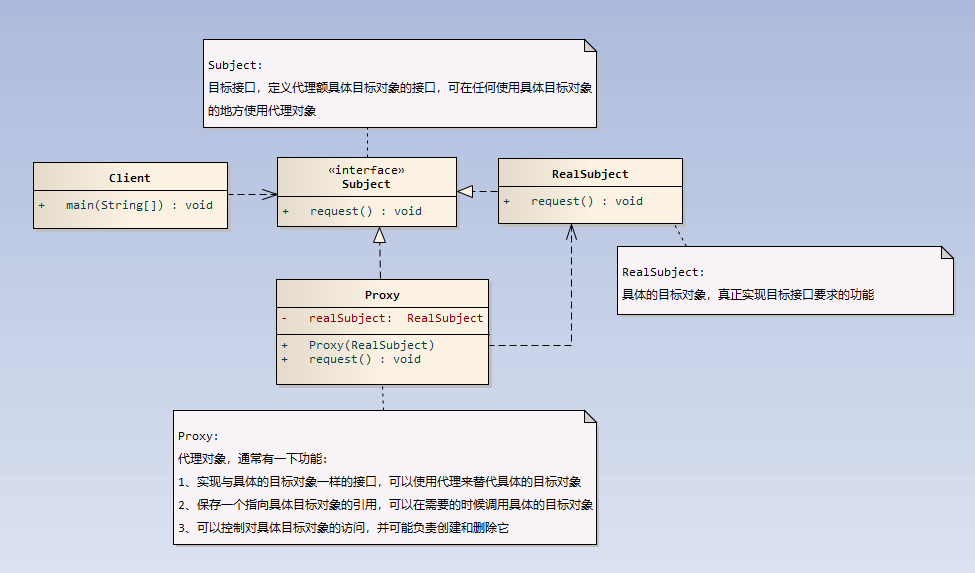 Subject:
目标接口，定义代理额具体目标对象的接口，可在任何使用具体目标对象
的地方使用代理对象
Client
+ main(String[]) : void
«interface»
Subject
+ request() : void
RealSubject
+ request() : void
RealSubject:
具体的目标对象，真正实现目标接口要求的功能
Proxy
- realSubject: RealSubject
+ Proxy(RealSubject)
+ request() : void
Proxy:
代理对象，通常有一下功能：
1、实现与具体的目标对象一样的接口，可以使用代理来替代具体的目标对象
2、保存一个指向具体目标对象的引用，可以在需要的时候调用具体的目标对象
3、可以控制对具体目标对象的访问，并可能负责创建和删除它